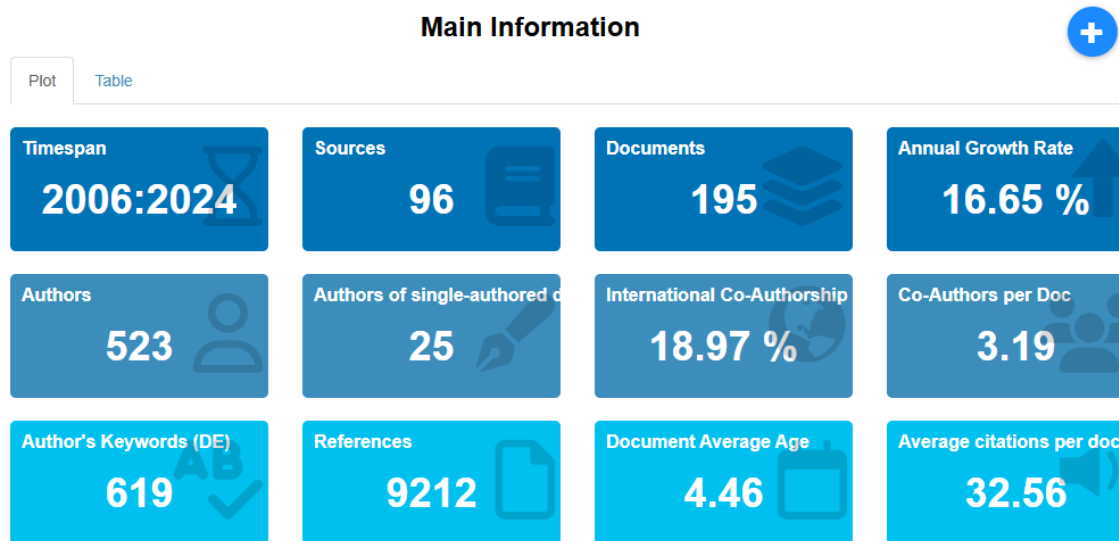 Main Information
Plot
Table
Timespan
2006:2024
Sources
96
Documents
195
Annual Growth Rate
16.65 %
Authors
523
Authors of single-authored d
25
International Co-Authorship
18.97 %
Co-Authors per Doc
3.19
Author's Keywords (DE)
619
References
9212
Document Average Age
4.46
Average citations per doc
32.56